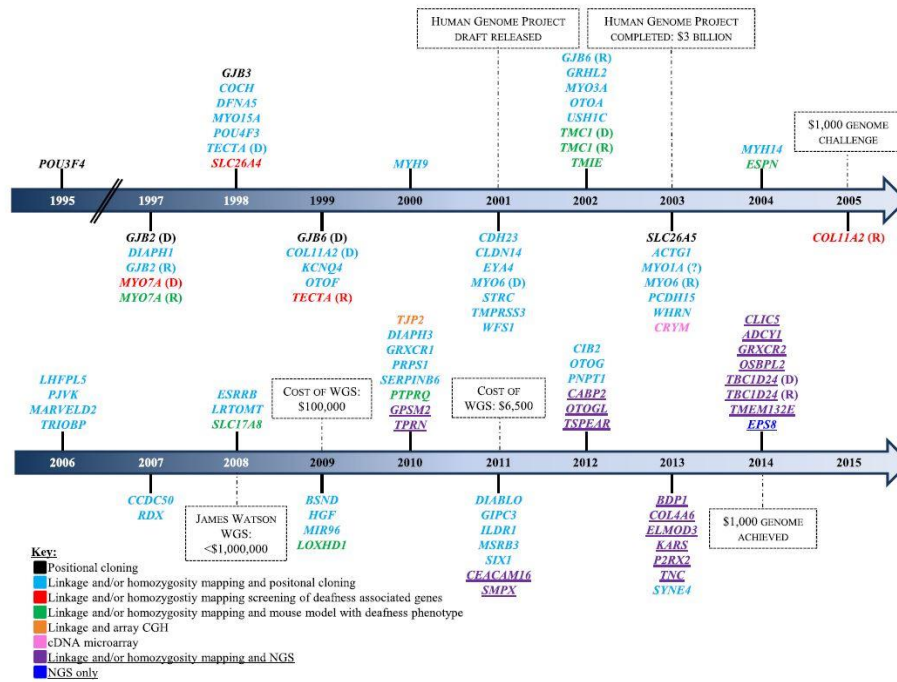 HUMAN GENOME PROJECT
DRAFT RELEASED
HUMAN GENOME PROJECT
COMPLETED: $3 BILLION
$1,000 GENOME
CHALLENGE
POU3F4
GJB3
COCH
DFNA5
MYO15A
POU4F3
TECTA (D)
SLC26A4
MYH9
GJB6 (R)
GRHL2
MYO3A
OTOA
USH1C
TMC1 (D)
TMC1 (R)
TMIE
MYH14
ESPN
1995 1997 1998 1999 2000 2001 2002 2003 2004 2005
GJB2 (D)
DIAPH1
GJB2 (R)
MYO7A (D)
MYO7A (R)
GJB6 (D)
COL11A2 (D)
KCNQ4
OTOF
TECTA (R)
CDH23
CLDN14
EYA4
MYO6 (D)
STRC
TMPRSS3
WFS1
SLC26A5
ACTG1
MYO1A (?)
MYO6 (R)
PCDH15
WHRN
CRYM
COL11A2 (R)
LHFPL5
PJVK
MARVELD2
TRIOBP
ESRRB
LRTOMT
SLC17A8
COST OF WGS:
$100,000
TJP2
DIAPH3
GRXCR1
PRPS1
SERPINB6
PTPRQ
GPSM2
TPRN
COST OF
WGS: $6,500
CIB2
OTOG
PNPT1
CABP2
OTOGL
TSPEAR
CLIC5
ADCY1
GRXCR2
OSBPL2
TBC1D24 (D)
TBC1D24 (R)
TMEM132E
EPS8
2006 2007 2008 2009 2010 2011 2012 2013 2014 2015
CCDC50
RDX
JAMES WATSON
WGS:
<$1,000,000
BSND
HGF
MIR96
LOXHD1
DIABLO
GIPC3
ILDR1
MSRB3
SIX1
CEACAM16
SMPX
BDP1
COL4A6
ELMOD3
KARS
P2RX2
TNC
SYNE4
$1,000 GENOME
ACHIEVED
Key:
Positional cloning
Linkage and/or homozygosity mapping and positonal cloning
Linkage and/or homozygostiy mapping screening of deafness associated genes
Linkage and/or homozygosity mapping and mouse model with deafness phenotype
Linkage and array CGH
cDNA microarray
Linkage and/or homozygosity mapping and NGS
NGS only